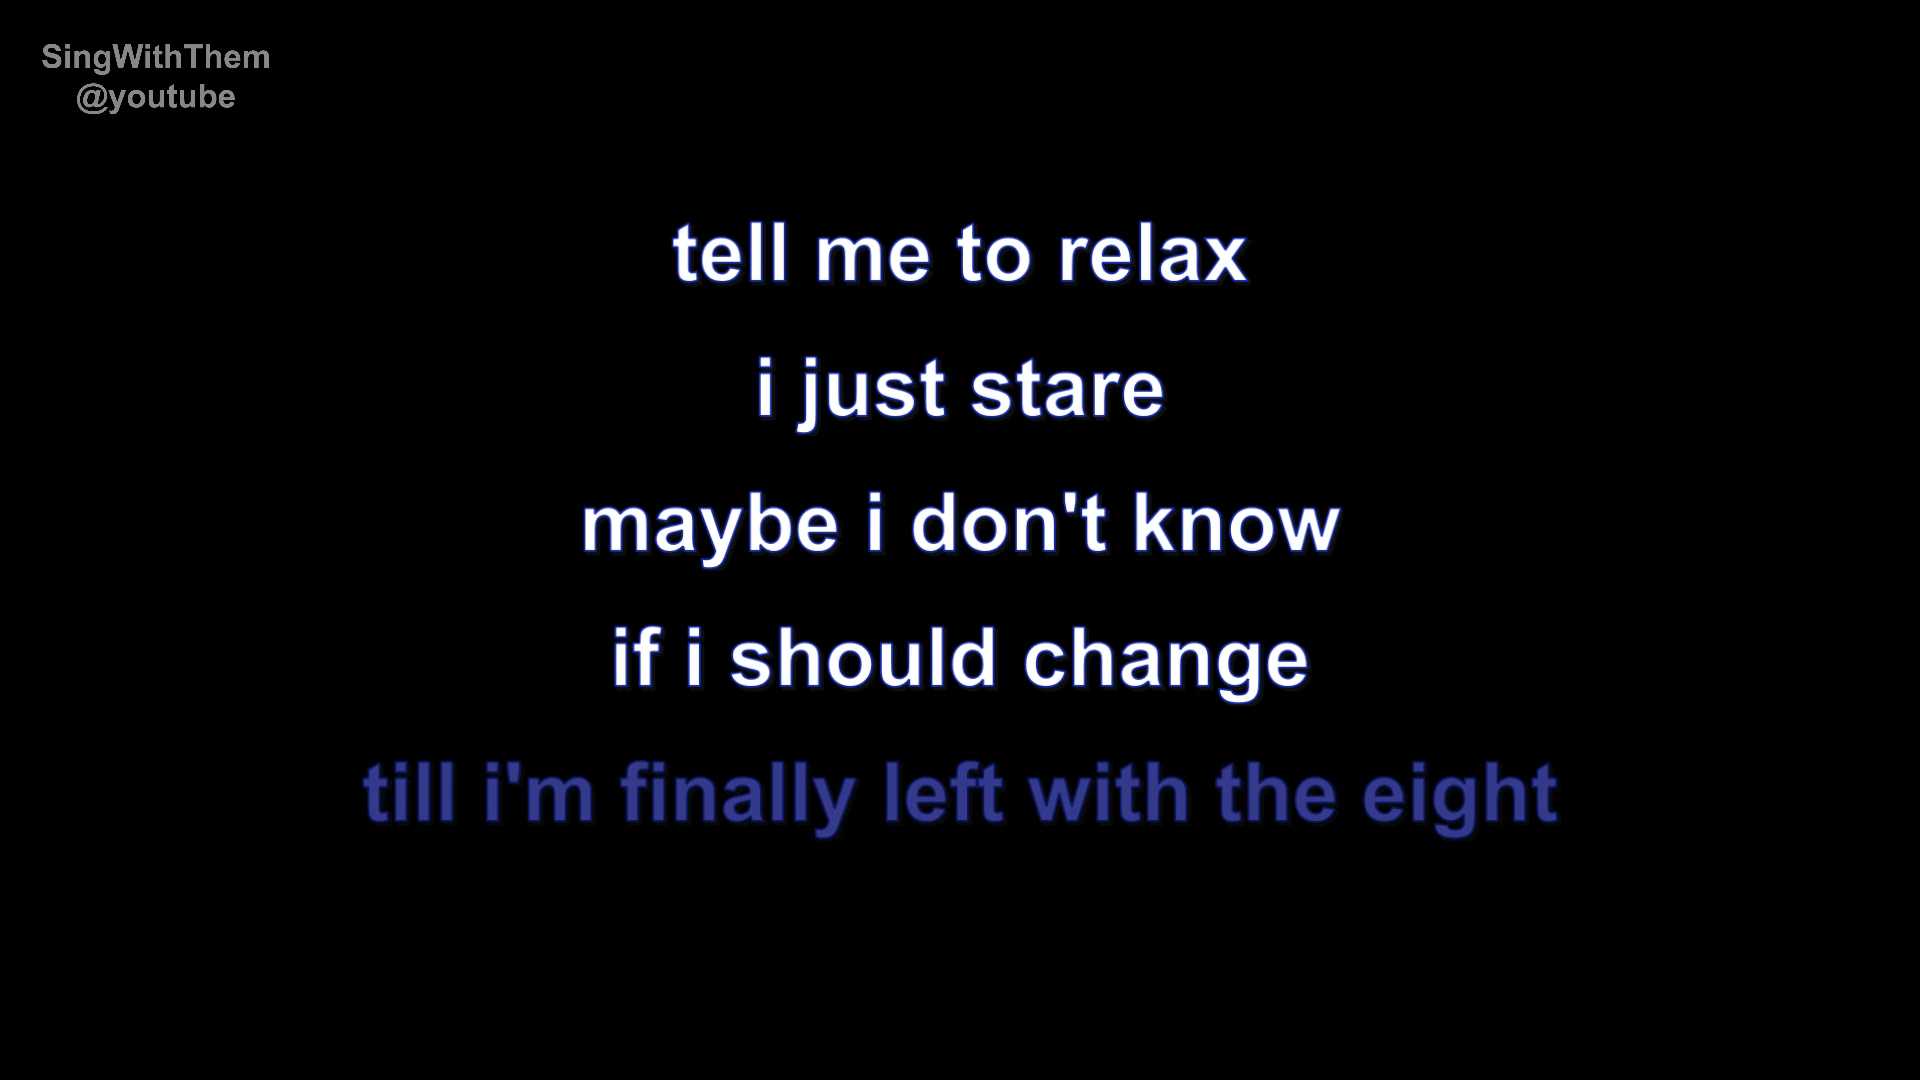 SingWithThem
@youtube
tell me to relax
i just stare
maybe i don't know
if i should change
till i'm finally left with the eight